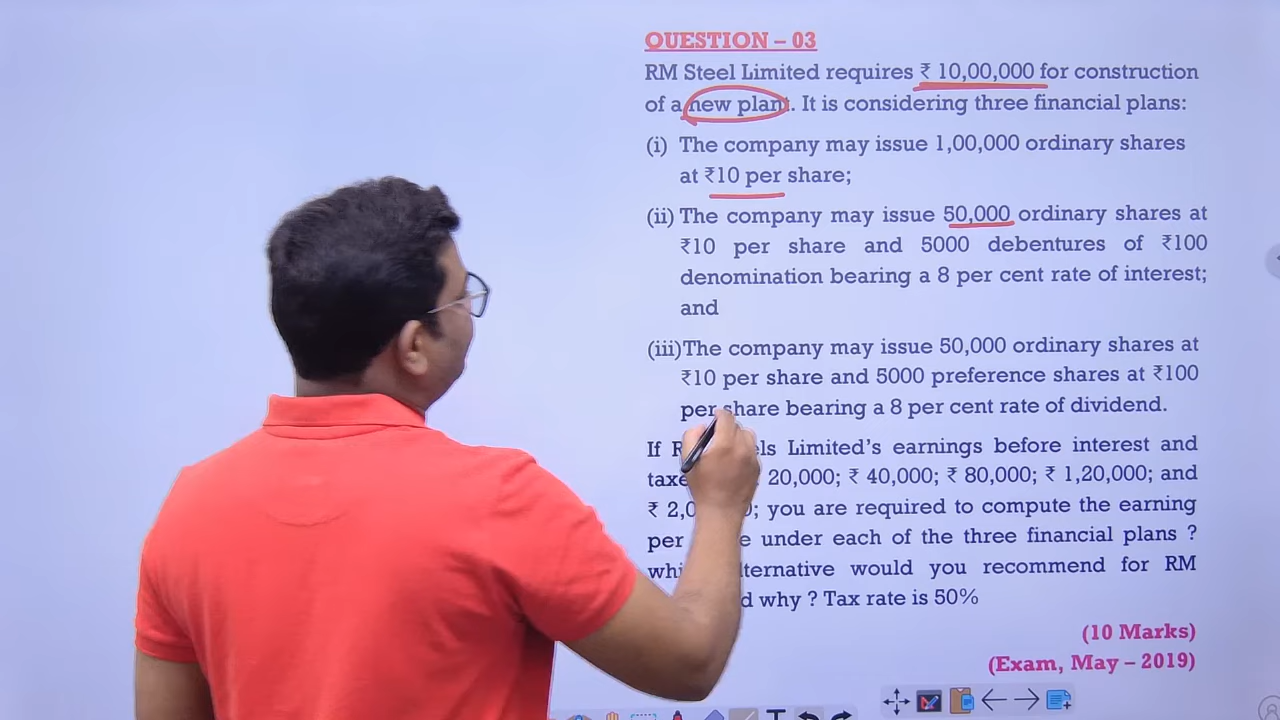 QUESTION – 03
RM Steel Limited requires ₹ 10,00,000 for construction
of a new plant. It is considering three financial plans:
(i) The company may issue 1,00,000 ordinary shares
at ₹10 per share;
(ii) The company may issue 50,000 ordinary shares at
₹10 per share and 5000 debentures of ₹100
denomination bearing a 8 per cent rate of interest;
and
(iii) The company may issue 50,000 ordinary shares at
₹10 per share and 5000 preference shares at ₹100
per share bearing a 8 per cent rate of dividend.
If Limited's earnings before interest and
20,000; ₹ 40,000; ₹ 80,000; ₹ 1,20,000; and
₹ you are required to compute the earning
per under each of the three financial plans ?
would you recommend for RM
why ? Tax rate is 50%
(10 Marks)
(Exam, May – 2019)